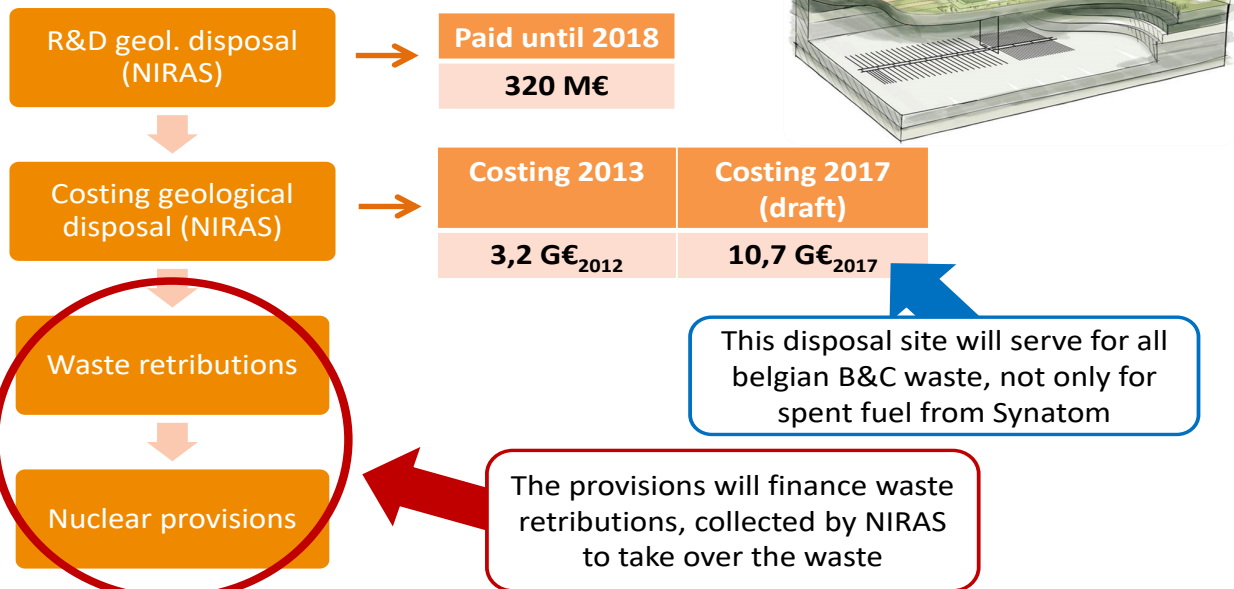 R&D geol. disposal
(NIRAS)
Paid until 2018
320 M€
Costing geological
disposal (NIRAS)
Costing 2013
Costing 2017
(draft)
3,2 G€2012
10,7 G€2017
Waste retributions
This disposal site will serve for all
belgian B&C waste, not only for
spent fuel from Synatom
Nuclear provisions
The provisions will finance waste
retributions, collected by NIRAS
to take over the waste